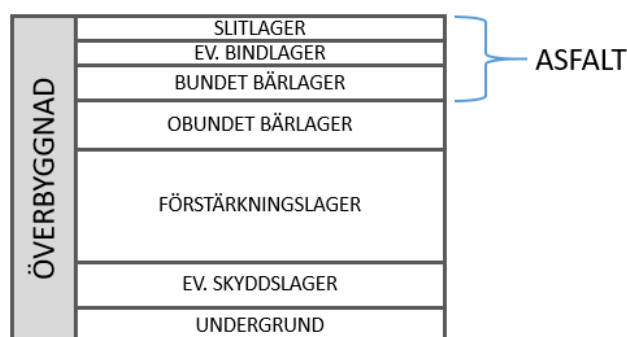 ÖVERBYGGNAD
SLITLAGER
EV. BINDLAGER
BUNDET BÄRLAGER
OBUNDET BÄRLAGER
FÖRSTÄRKNINGSLAGER
EV. SKYDDSLAGER
UNDERGRUND
ASFALT